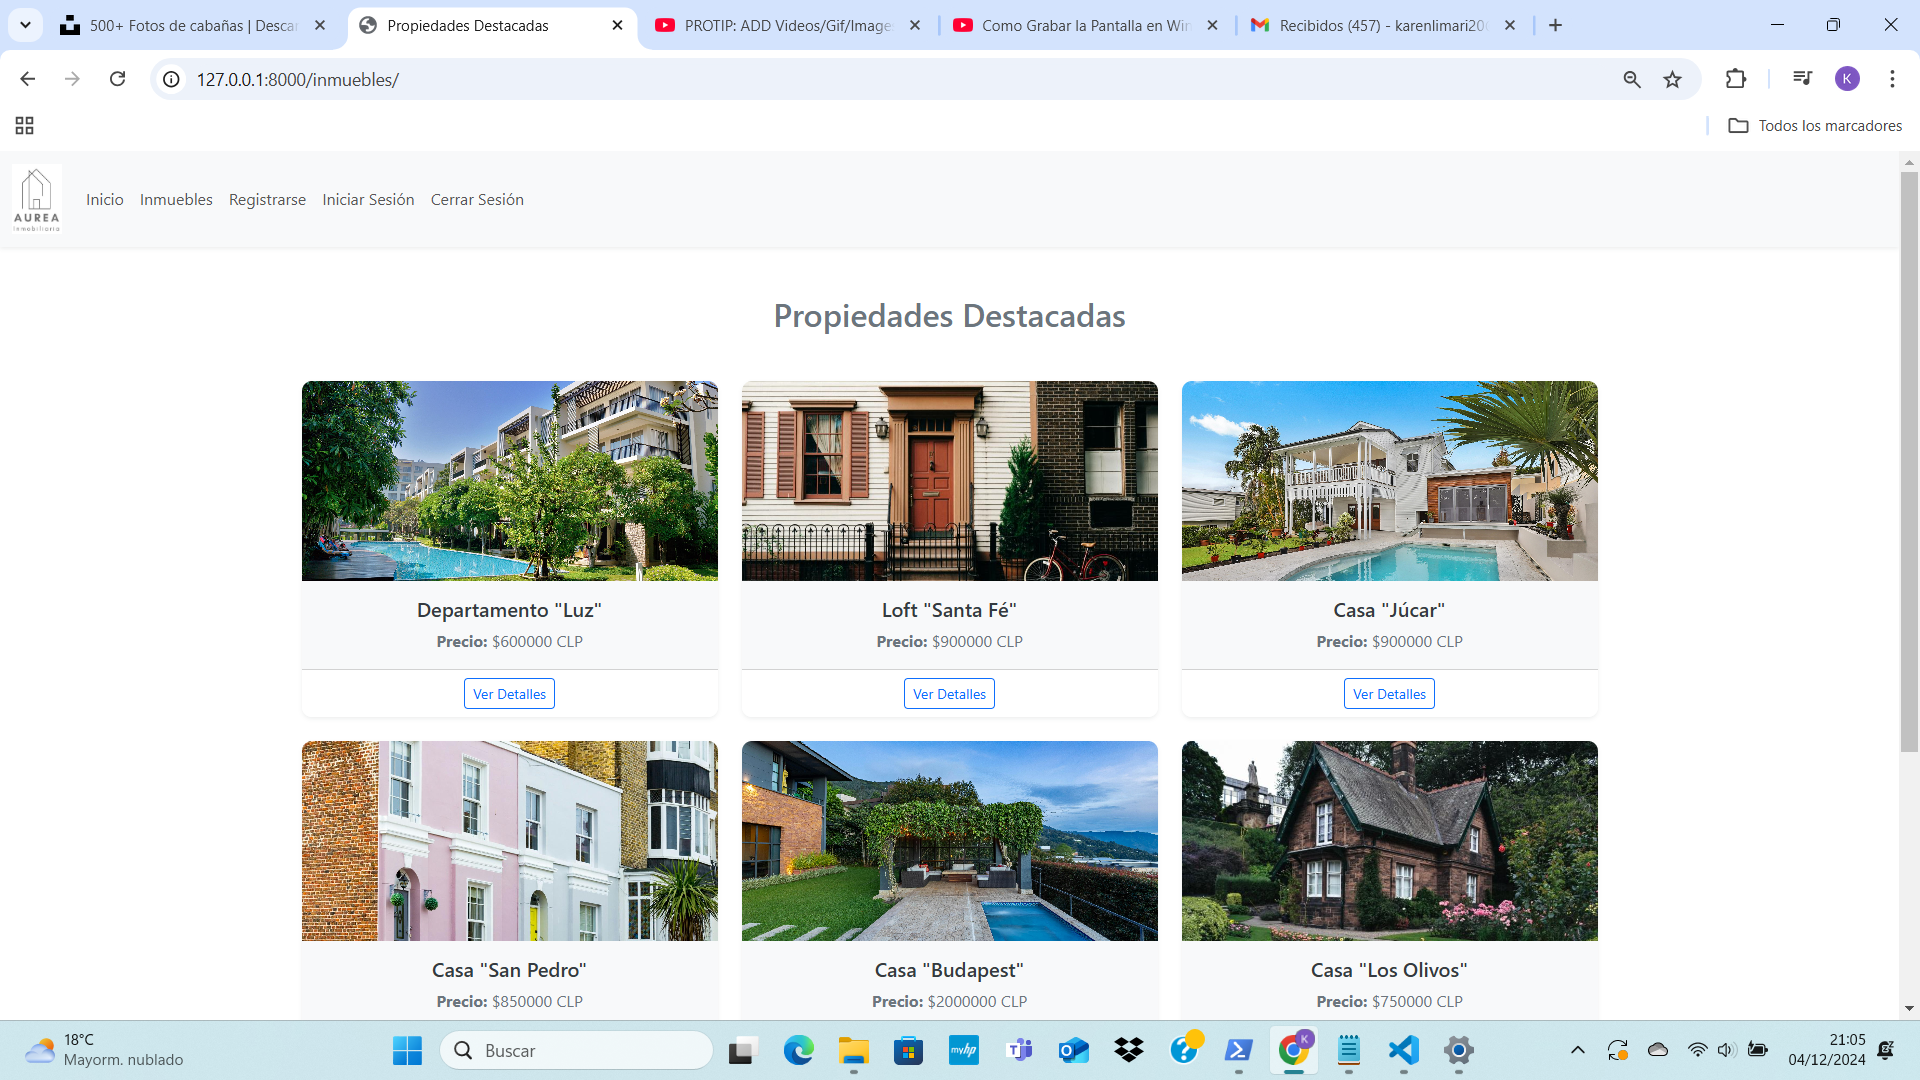 500+ Fotos de cabañas | Descar
Propiedades Destacadas
PROTIP: ADD Videos/Gif/Image
Como Grabar la Pantalla en Win
Recibidos (457) - karenlimari20
127.0.0.1:8000/inmuebles/
K
Todos los marcadores
AUREA
Inmobiliaria
Inicio
Inmuebles
Registrarse
Iniciar Sesión
Cerrar Sesión
Propiedades Destacadas
Departamento "Luz"
Precio: $600000 CLP
Ver Detalles
Loft "Santa Fé"
Precio: $900000 CLP
Ver Detalles
Casa "Júcar"
Precio: $900000 CLP
Ver Detalles
Casa "San Pedro"
Precio: $850000 CLP
Casa "Budapest"
Precio: $2000000 CLP
Casa "Los Olivos"
Precio: $750000 CLP
18°C
Mayorm. nublado
Buscar
myhp
K
21:05
04/12/2024